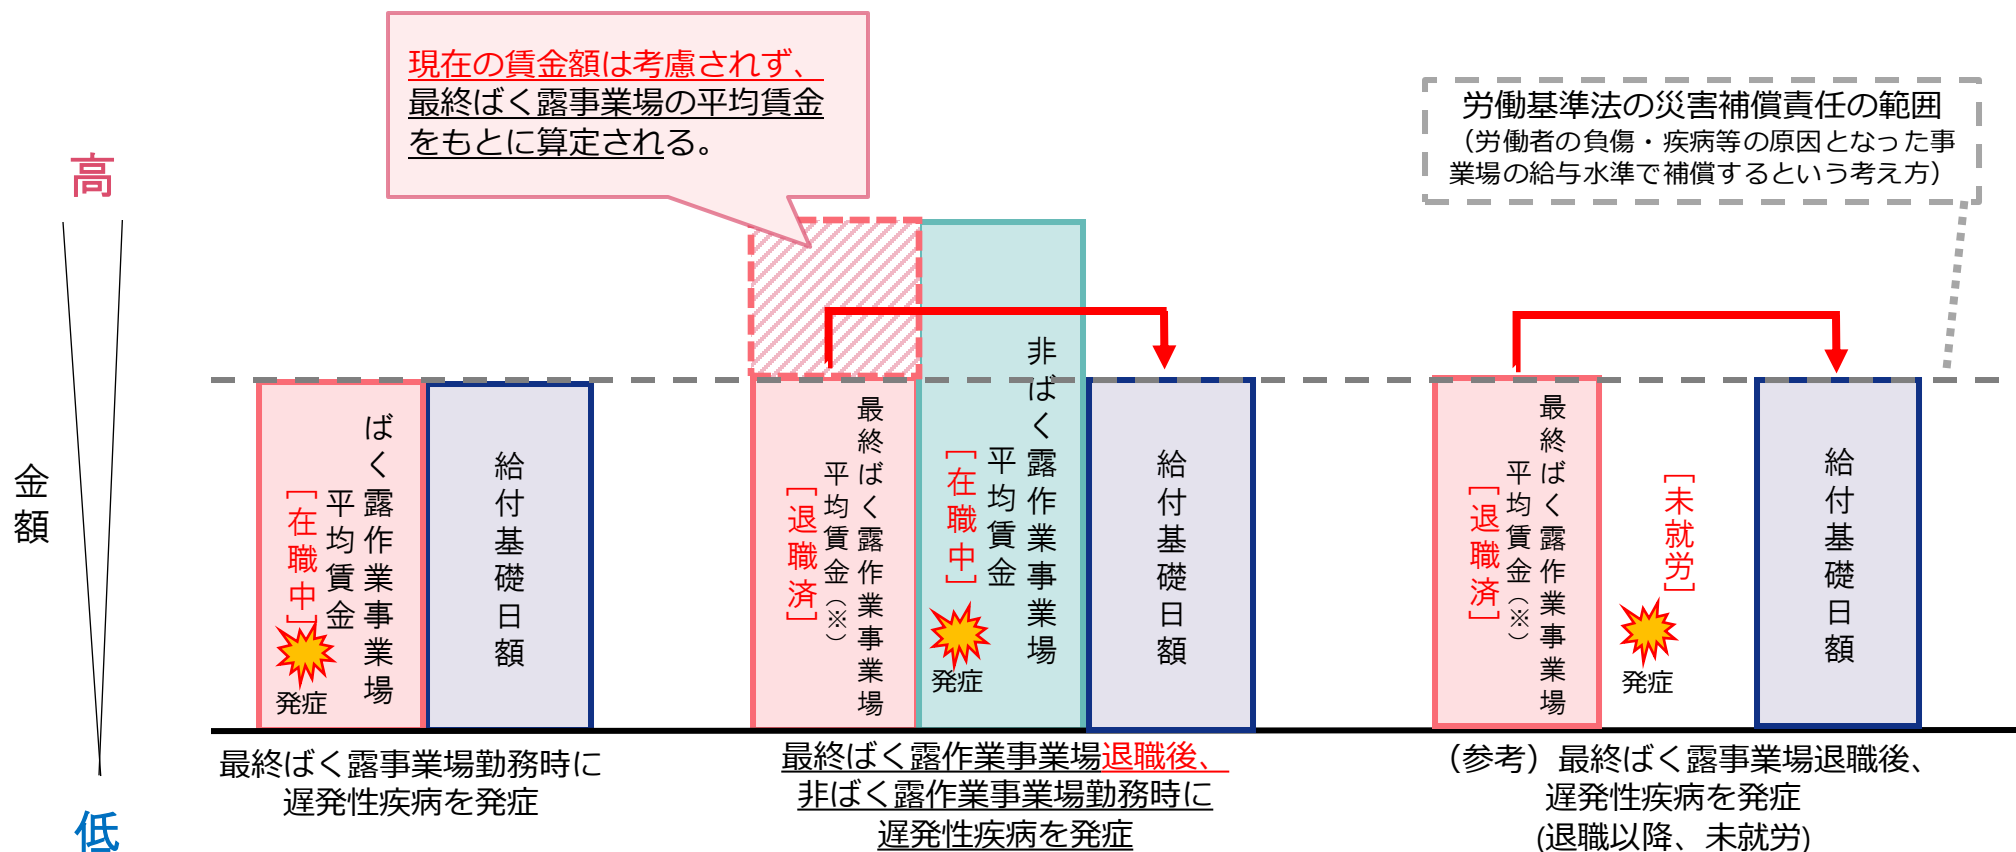 現在の賃金額は考慮されず、
最終ばく露事業場の平均賃金
をもとに算定される。
労働基準法の災害補償責任の範囲
（労働者の負傷・疾病等の原因となった事
業場の給与水準で補償するという考え方）
高
金額
低
ばく露作業事業場
平均賃金
［在職中］
発症
給付基礎日額
最終ばく露事業場勤務時に
遅発性疾病を発症
最終ばく露作業事業場
平均賃金（※）
［退職済］
非ばく露作業事業場
平均賃金
［在職中］
発症
給付基礎日額
最終ばく露作業事業場退職後、
非ばく露作業事業場勤務時に
遅発性疾病を発症
最終ばく露作業事業場
平均賃金（※）
［退職済］
［未就労］
発症
給付基礎日額
（参考）最終ばく露事業場退職後、
遅発性疾病を発症
(退職以降、未就労)